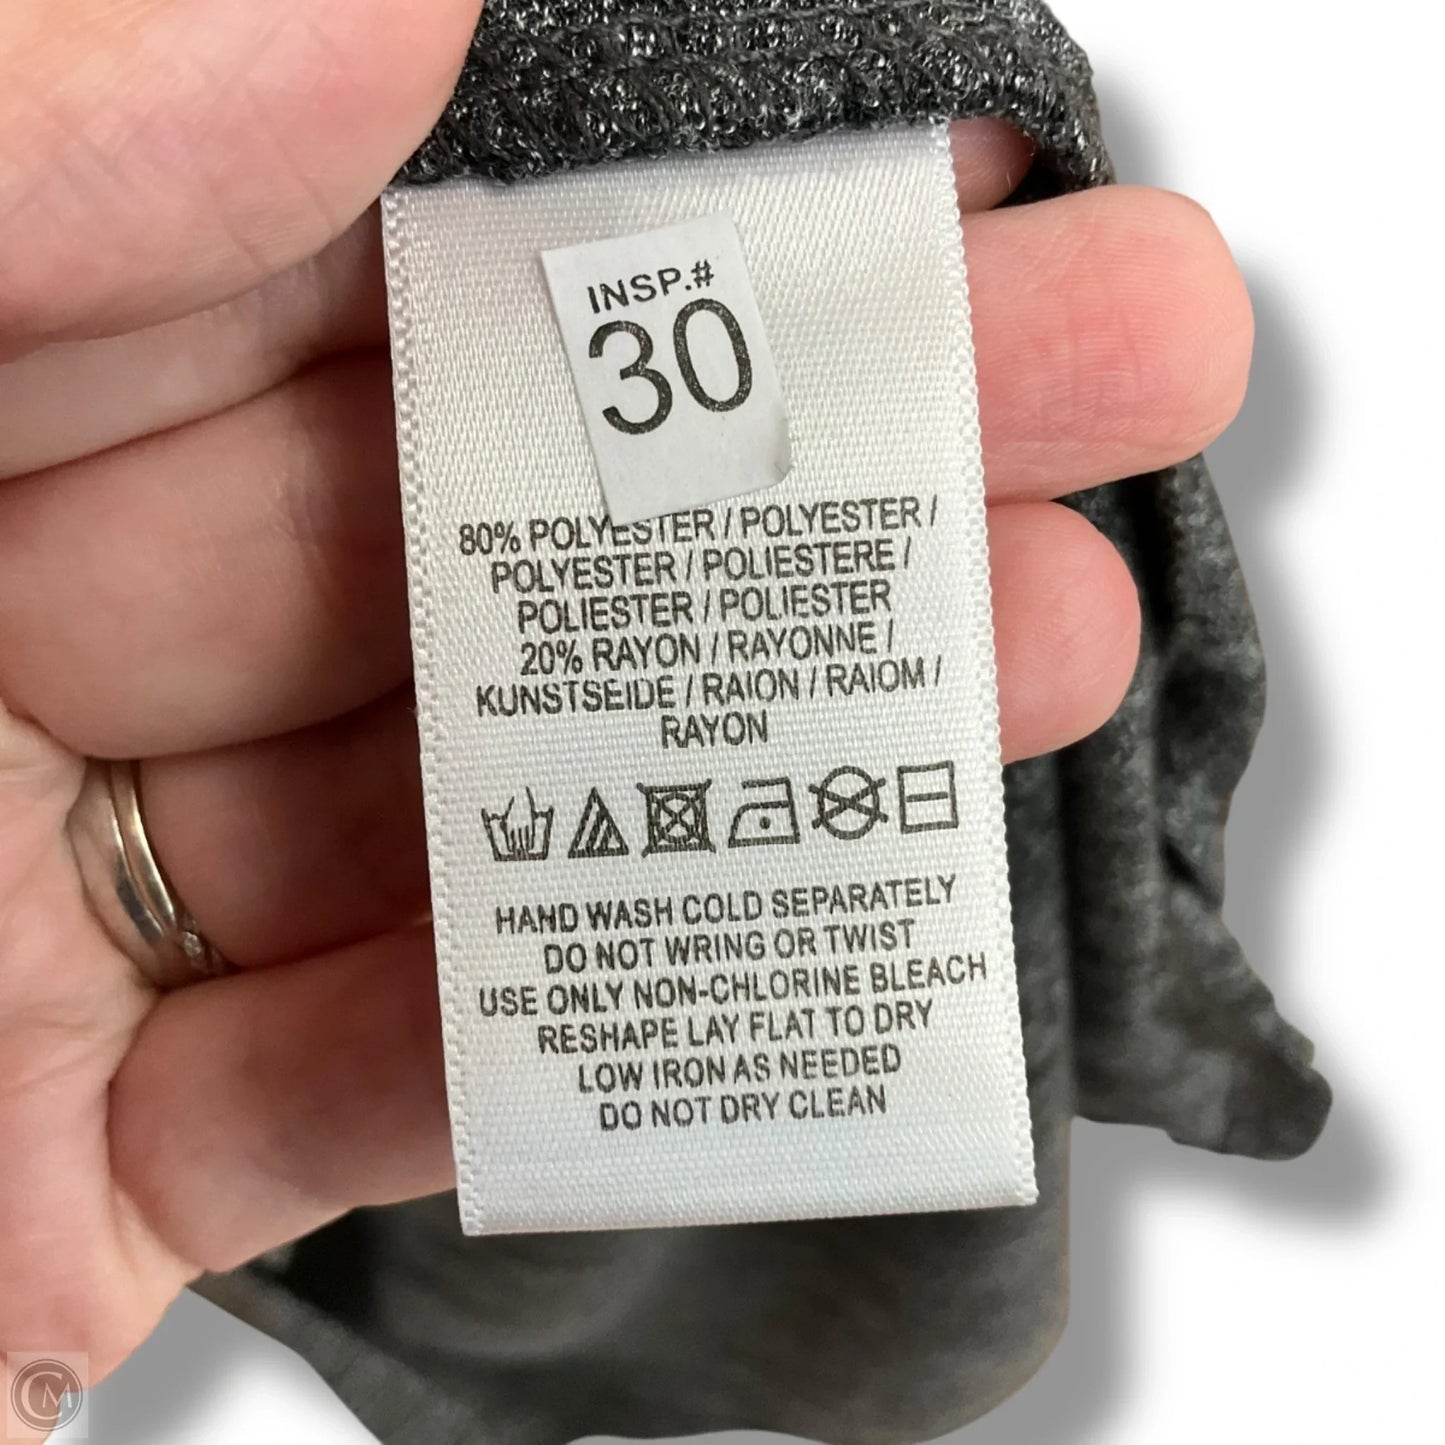 INSP.#
30
80% POLYESTER / POLYESTER /
POLYESTER / POLIESTERE /
POLIESTER / POLIESTER
20% RAYON / RAYONNE /
KUNSTSEIDE / RAION / RAIOM /
RAYON
HAND WASH COLD SEPARATELY
DO NOT WRING OR TWIST
USE ONLY NON-CHLORINE BLEACH
RESHAPE LAY FLAT TO DRY
LOW IRON AS NEEDED
DO NOT DRY CLEAN
CM